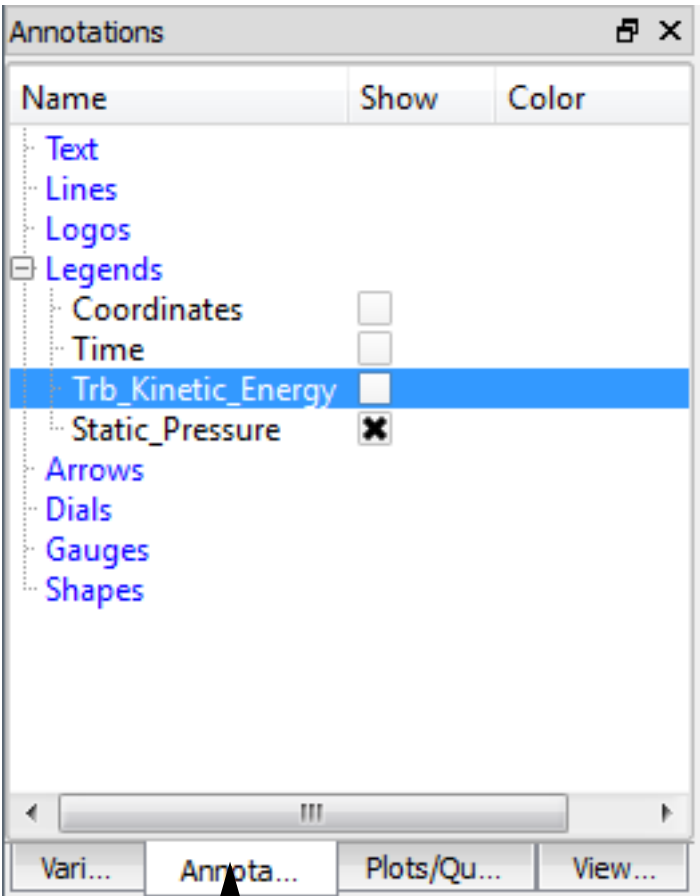 Annotations
Name Show Color
Text
Lines
Logos
Legends
Coordinates
Time
Trb_Kinetic_Energy
Static_Pressure
Arrows
Dials
Gauges
Shapes
Vari... Annota... Plots/Qu... View...